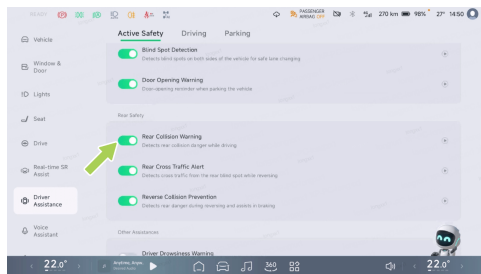 READY
PASSENGER
AIRBAG OFF
270 km
98%
27°
14:50
Active Safety
Driving
Parking
Vehicle
Window &
Door
Lights
Seat
Drive
Real-time SR
Assist
Driver
Assistance
Voice
Assistant
Blind Spot Detection
Detects blind spots on both sides of the vehicle for safe lane changing
Door Opening Warning
Door opening reminder when parking the vehicle
Rear Safety
Rear Collision Warning
Detects rear collision danger while driving
Rear Cross Traffic Alert
Detects cross traffic from the rear blind spot while reversing
Reverse Collision Prevention
Detects rear danger during reversing and assists in braking
Other Assistances
Driver Drowsiness Warning
22.0°
360
22.0°